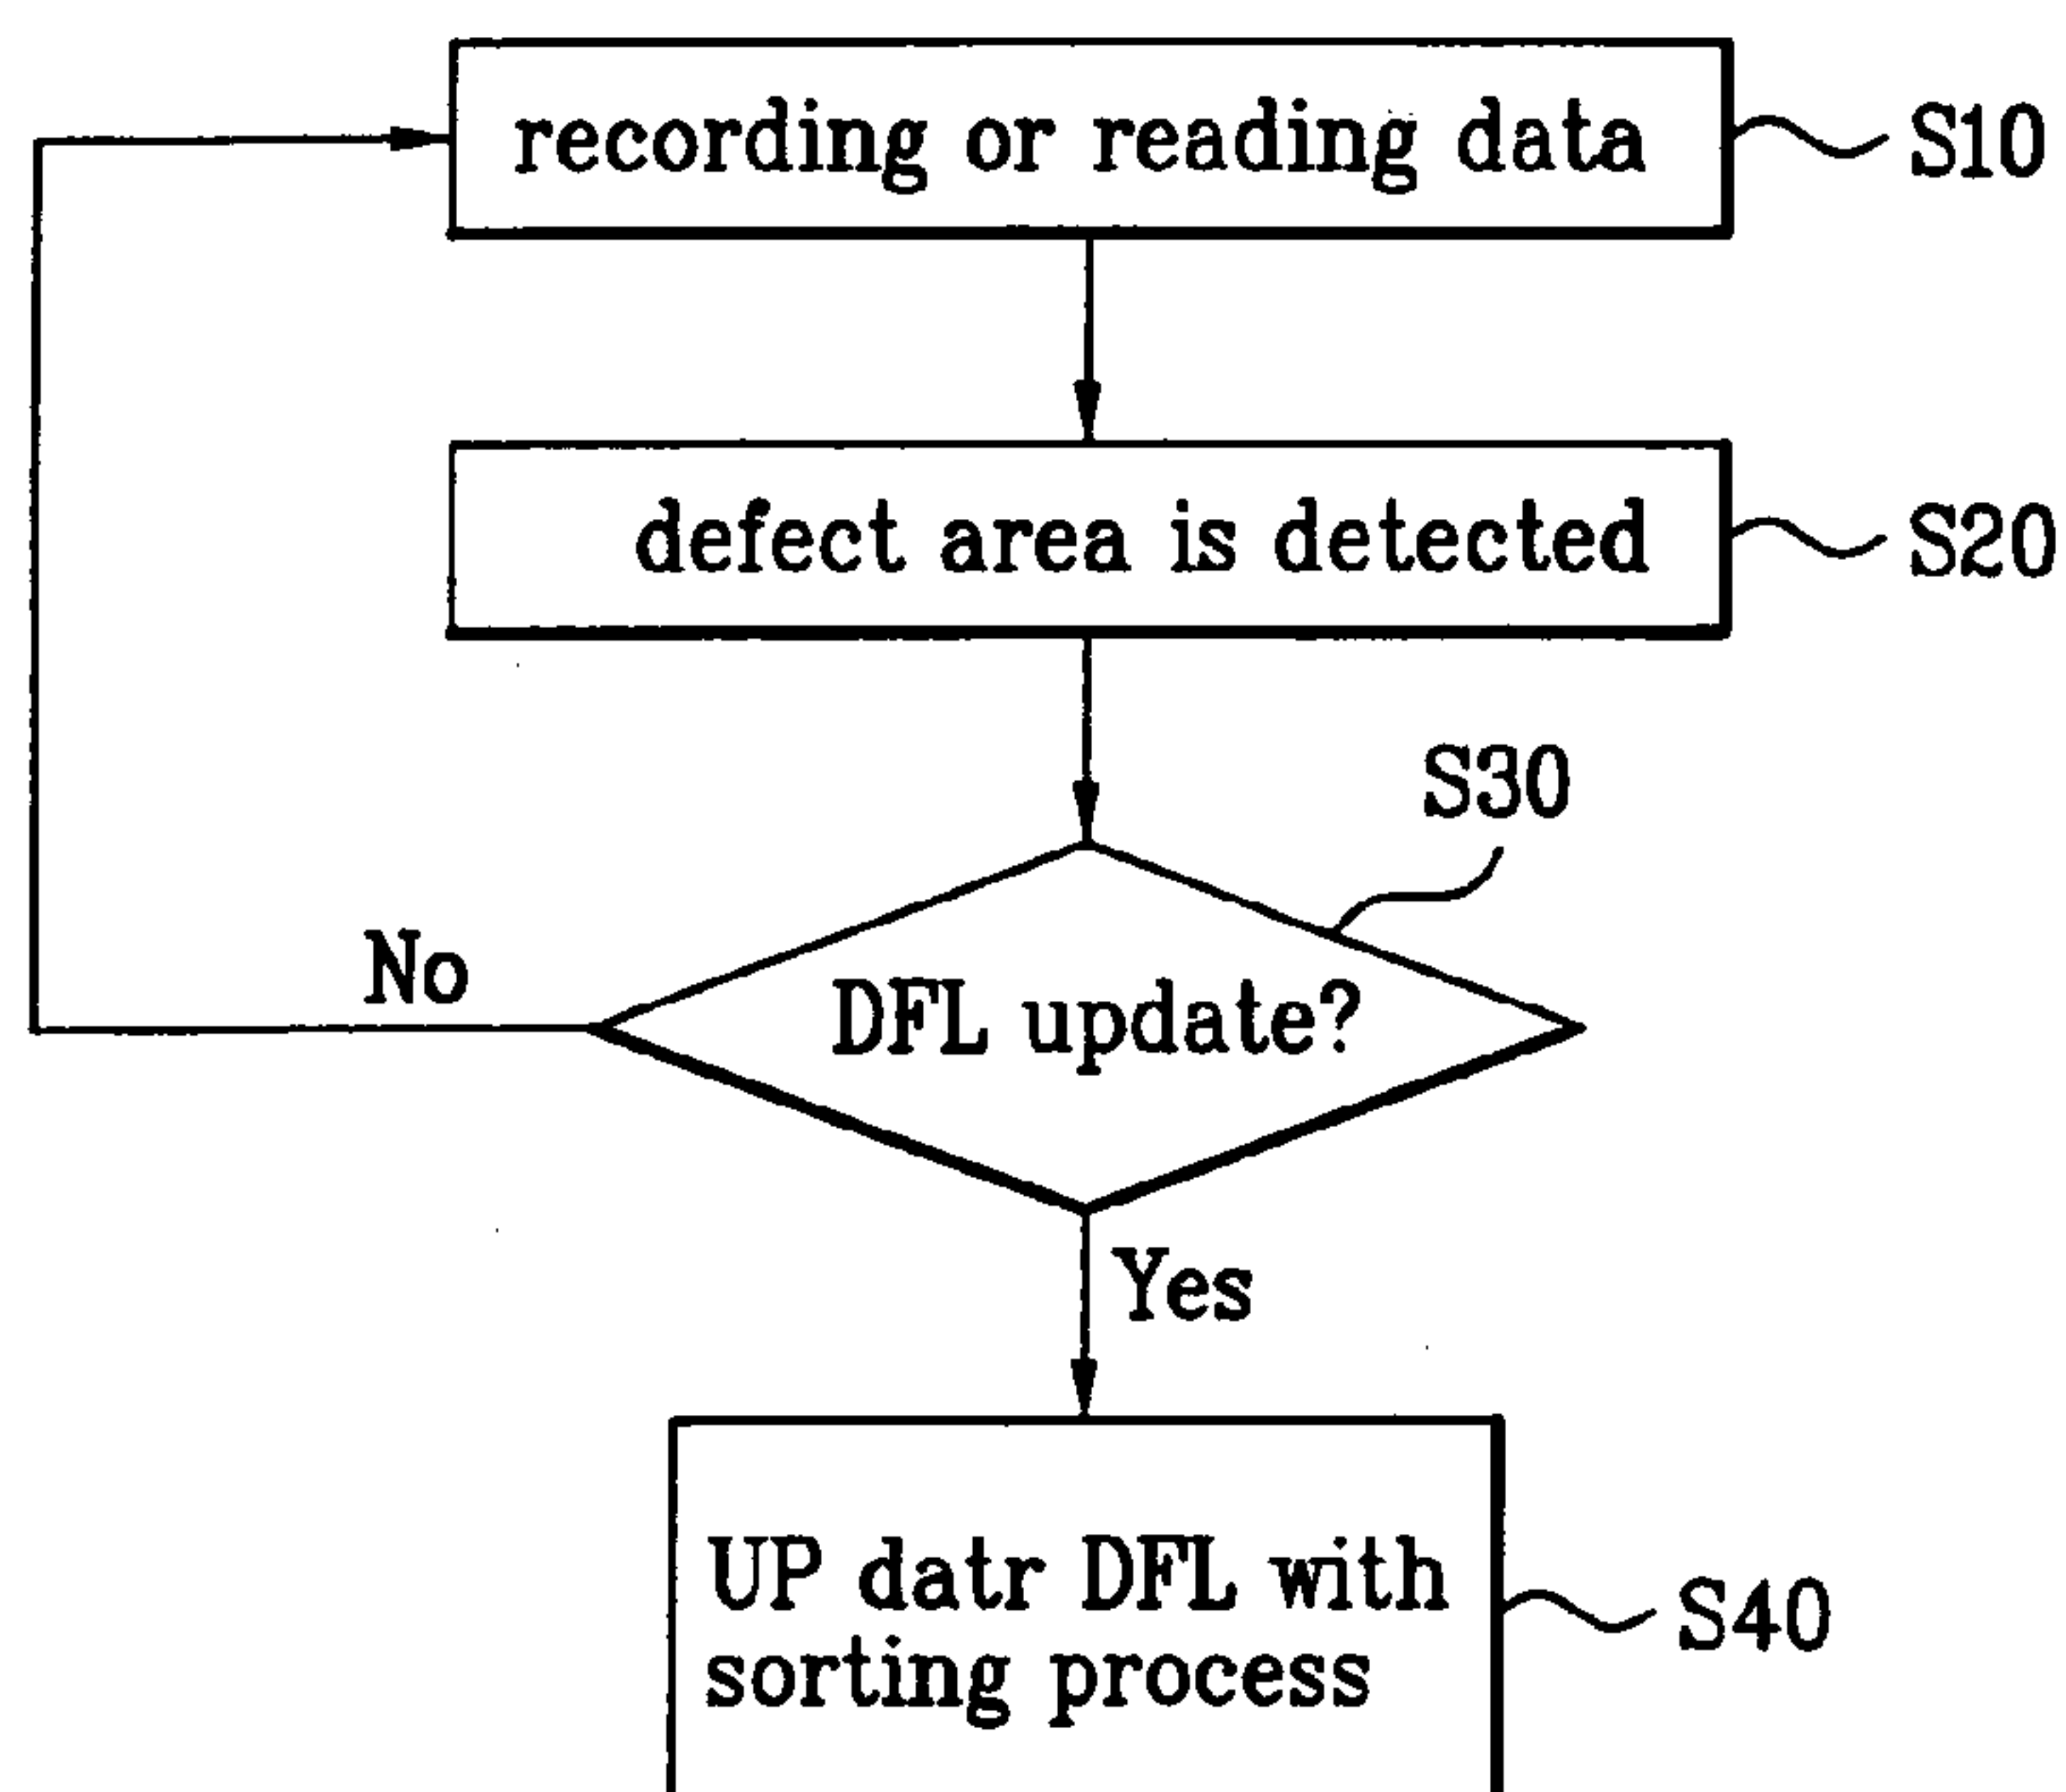 recording or reading data
S10
defect area is detected
S20
S30
DFL update?
No
Yes
UP datr DFL with
sorting process
S40